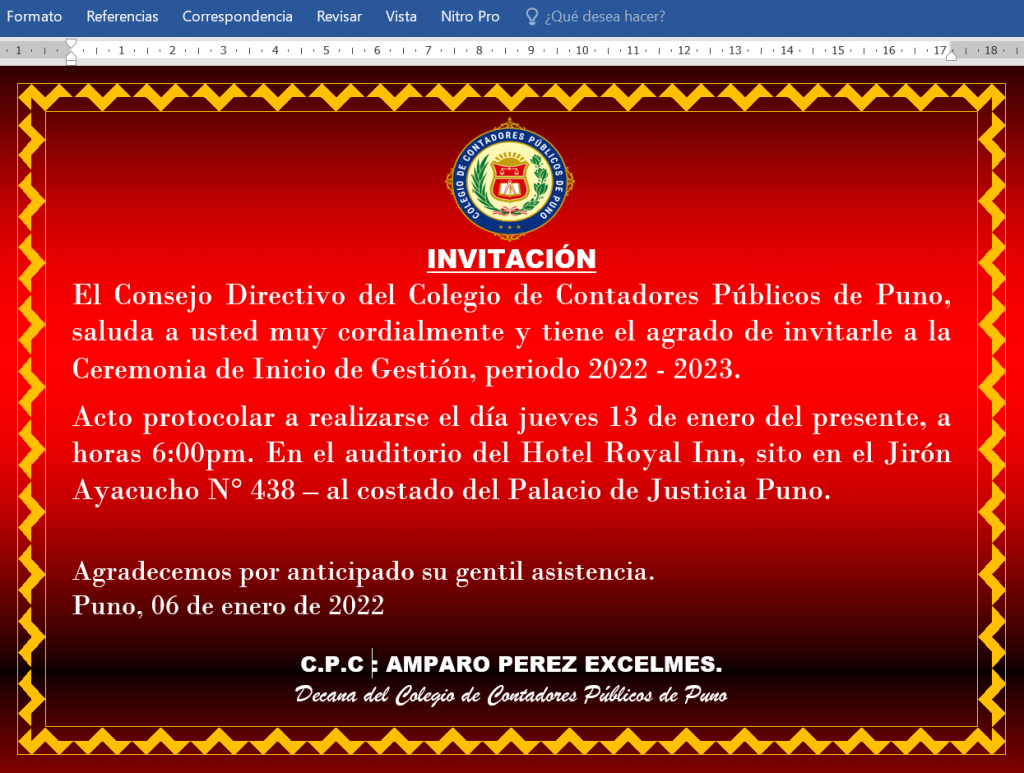 Formato Referencias Correspondencia Revisar Vista Nitro Pro ¿Qué desea hacer?
1 1 2 3 4 5 6 7 8 9 10 11 12 13 14 15 16 17 18
COLEGIO DE CONTADORES PÚBLICOS DE PUNO
INVITACIÓN
El Consejo Directivo del Colegio de Contadores Públicos de Puno,
saluda a usted muy cordialmente y tiene el agrado de invitarle a la
Ceremonia de Inicio de Gestión, periodo 2022 - 2023.
Acto protocolar a realizarse el día jueves 13 de enero del presente, a
horas 6:00pm. En el auditorio del Hotel Royal Inn, sito en el Jirón
Ayacucho N° 438 – al costado del Palacio de Justicia Puno.
Agradecemos por anticipado su gentil asistencia.
Puno, 06 de enero de 2022
C.P.C : AMPARO PEREZ EXCELMES.
Decana del Colegio de Contadores Públicos de Puno